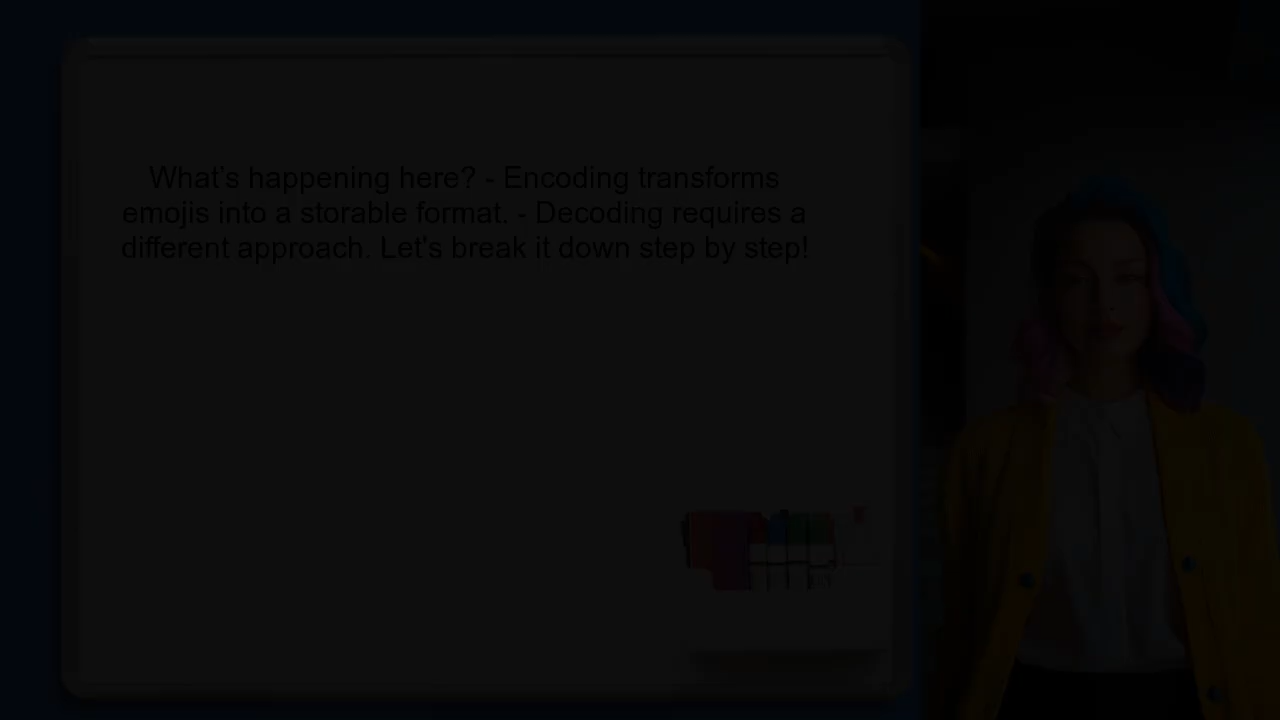 What's happening here? - Encoding transforms
emojis into a storable format. - Decoding requires a
different approach. Let's break it down step by step!